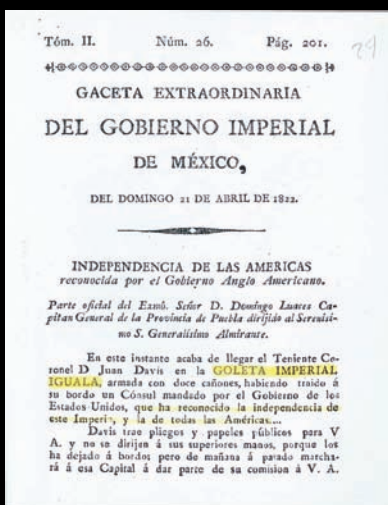 Tóm. II. Núm. 26. Pág. 201.
29
GACETA EXTRAORDINARIA
DEL GOBIERNO IMPERIAL
DE MÉXICO,
DEL DOMINGO 21 DE ABRIL DE 1822.
INDEPENDENCIA DE LAS AMERICAS
reconocida por el Gobierno Anglo Americano.
Parte oficial del Exmô. Señor D. Domingo Luaces Ca-
pitan General de la Provincia de Puebla dirijido al Serenísi-
mo S. Generalísimo Almirante.
En este instante acaba de llegar el Teniente Co-
ronel D Juan Davis en la GOLETA IMPERIAL
IGUALA, armada con doce cañones, habiendo traido á
su bordo un Cónsul mandado por el Gobierno de los
Estados Unidos, que ha reconocido la independencia de
este Imperio, y la de todas las Américas....
Davis trae pliegos y papeles públicos para V
A. y no se dirijen á sus superiores manos, porque los
ha dejado á bordo; pero de mañana á pasado marcha-
rá á esa Capital á dar parte de su comision á V. A.